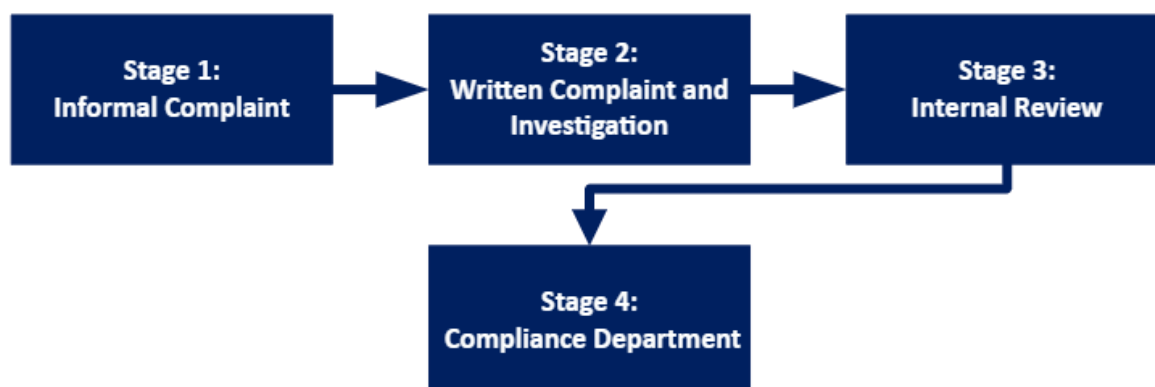 Stage 1:
Informal Complaint
Stage 2:
Written Complaint and
Investigation
Stage 3:
Internal Review
Stage 4:
Compliance Department